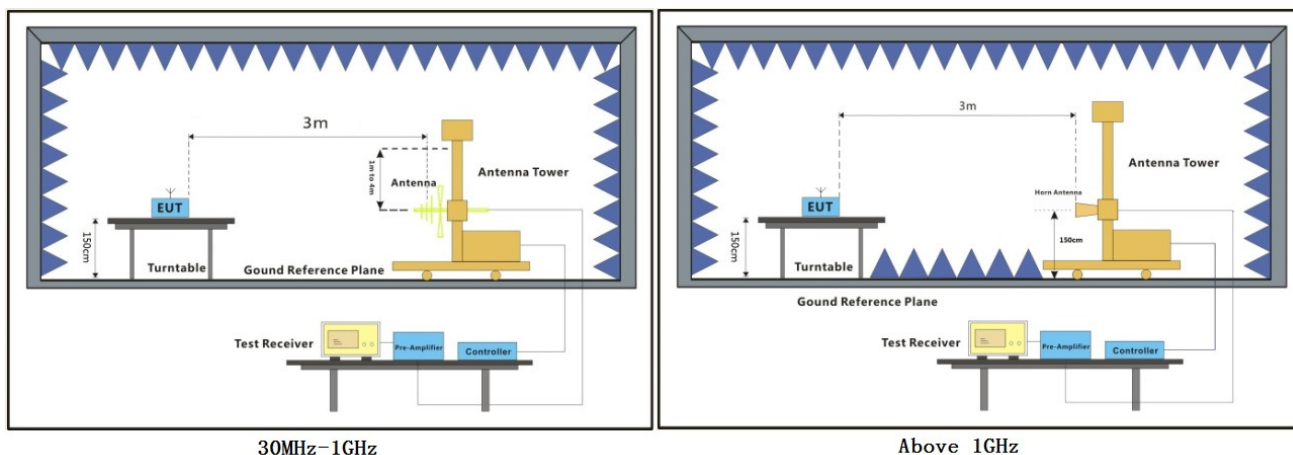 3m
1m to 4m
Antenna
Antenna Tower
EUT
150cm
Turntable
Gound Reference Plane
Test Receiver
Pre-Amplifier
Controller
30MHz-1GHz
3m
Antenna Tower
Horn Antenna
EUT
150cm
150cm
Turntable
Gound Reference Plane
Test Receiver
Pre-Amplifier
Controller
Above 1GHz